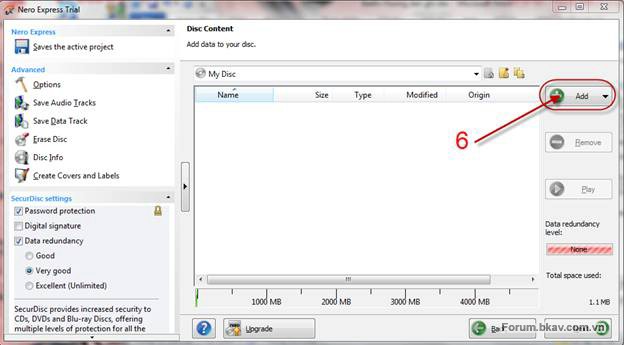 Nero Express Trial
Nero Express
Saves the active project
Advanced
Options
Save Audio Tracks
Save Data Track
Erase Disc
Disc Info
Create Covers and Labels
SecurDisc settings
Password protection
Digital signature
Data redundancy
Good
Very good
Excellent (Unlimited)
SecurDisc provides increased security to
CDs, DVDs and Blu-ray Discs, offering
multiple levels of protection for all the
Disc Content
Add data to your disc.
My Disc
Name Size Type Modified Origin
6
Add
Remove
Play
Data redundancy
level:
None
Total space used:
1.1 MB
1000 MB 2000 MB 3000 MB 4000 MB
Upgrade
Forum.bkav.com.vn